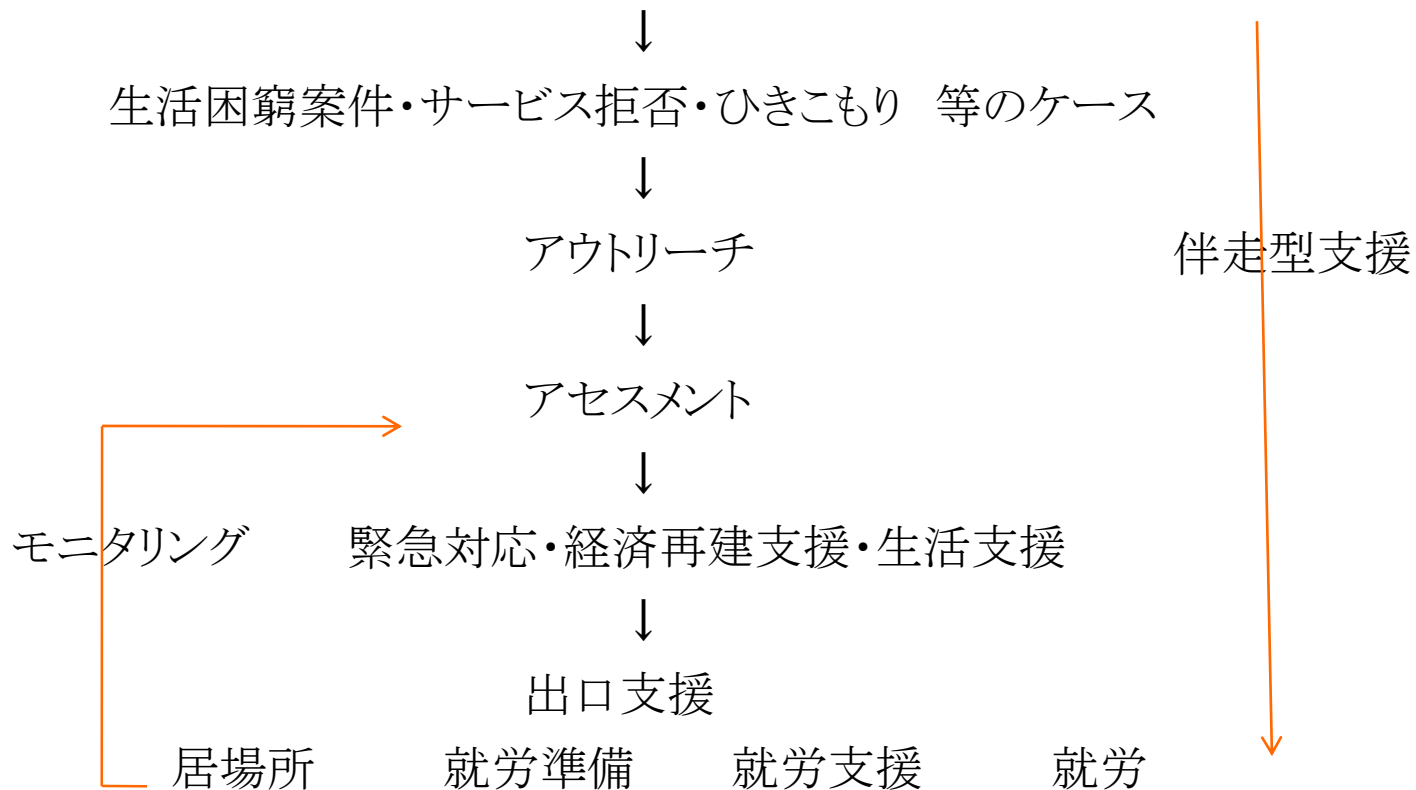 ↓
生活困窮案件・サービス拒否・ひきこもり 等のケース
↓
アウトリーチ 伴走型支援
↓
アセスメント
↓
モニタリング 緊急対応・経済再建支援・生活支援
↓
出口支援
居場所 就労準備 就労支援 就労